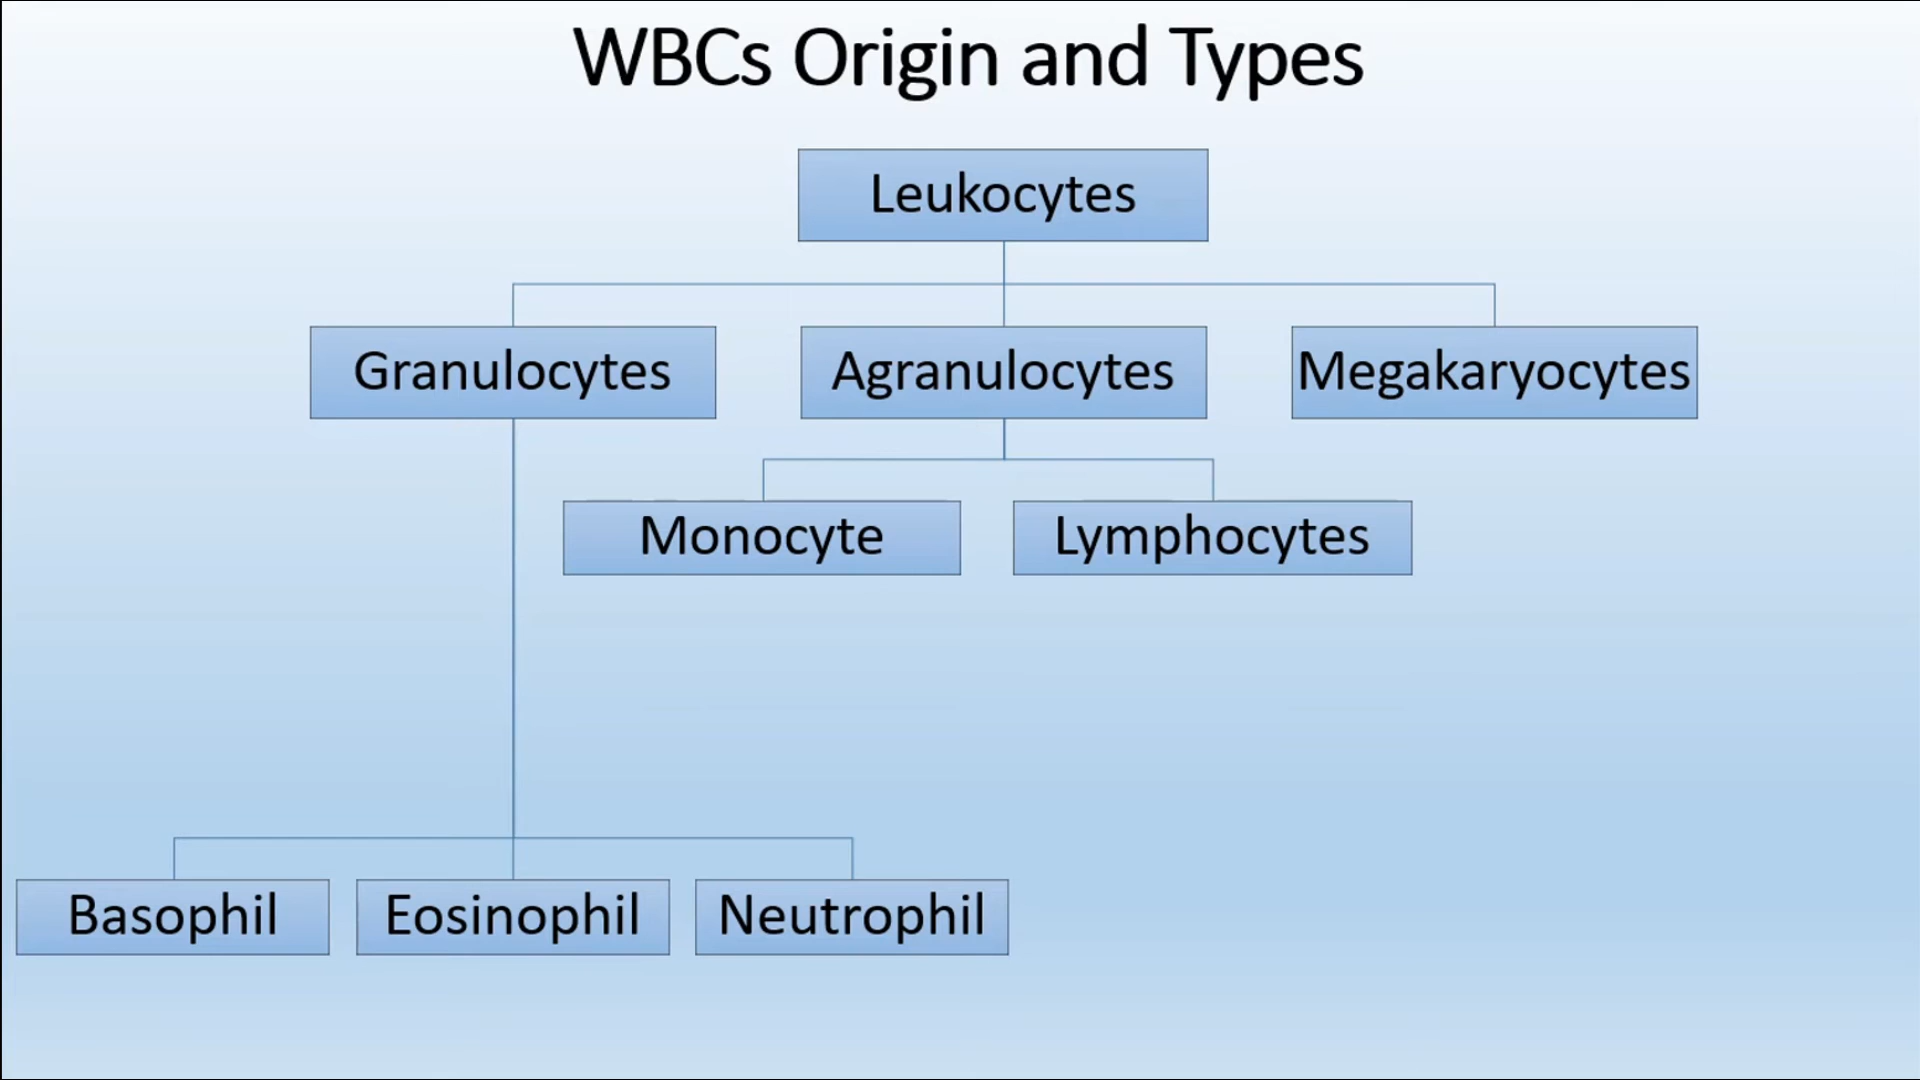 WBCs Origin and Types
Leukocytes
Granulocytes
Agranulocytes
Megakaryocytes
Monocyte
Lymphocytes
Basophil
Eosinophil
Neutrophil